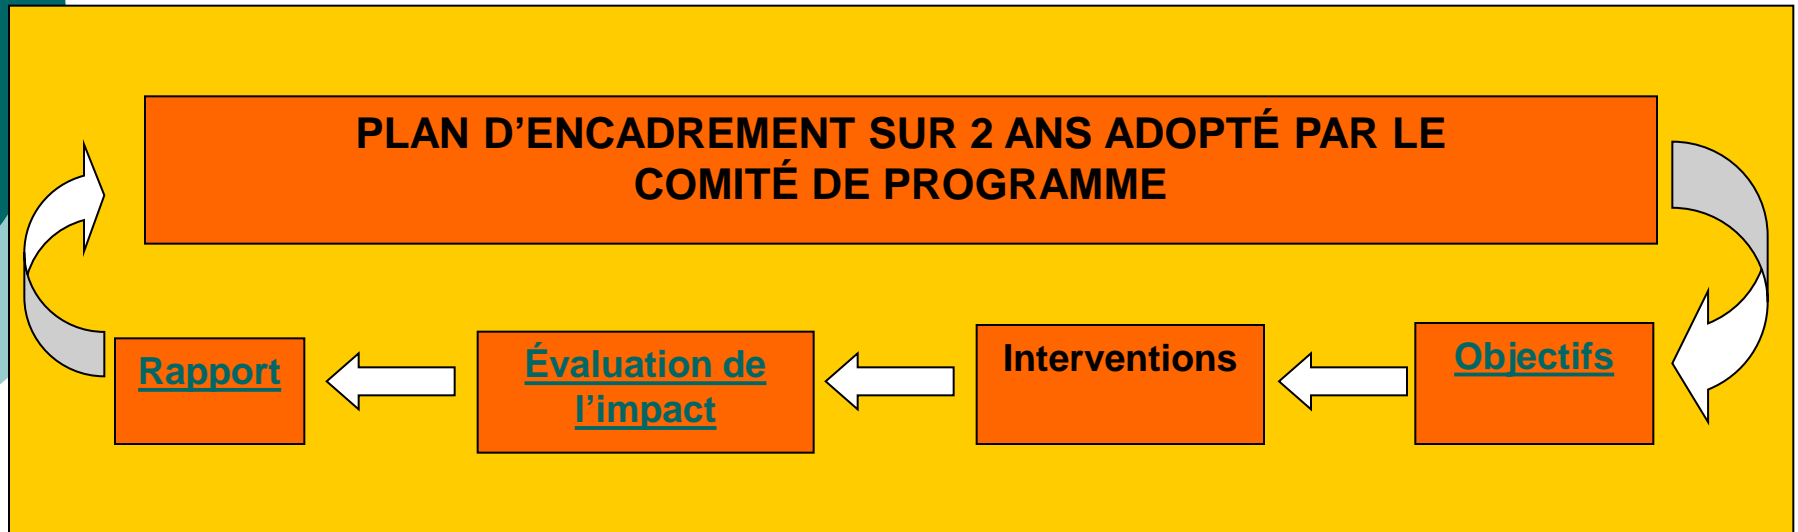 PLAN D’ENCADREMENT SUR 2 ANS ADOPTÉ PAR LE
COMITÉ DE PROGRAMME
Rapport
Évaluation de
l’impact
Interventions
Objectifs